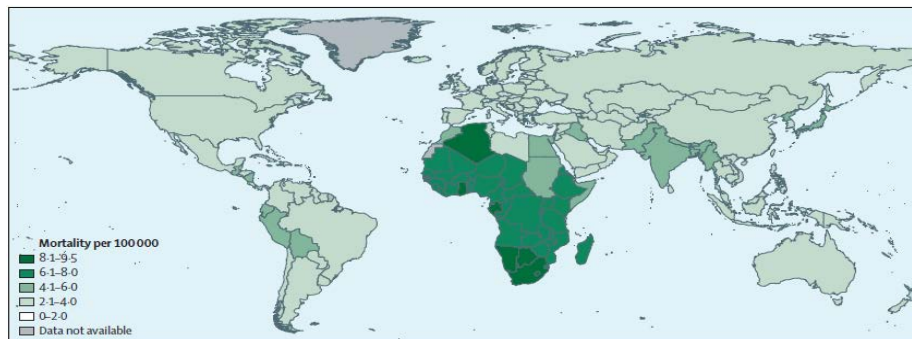 Mortality per 100 000
8·1–9·5
6·1–8·0
4·1–6·0
2·1–4·0
0–2·0
Data not available